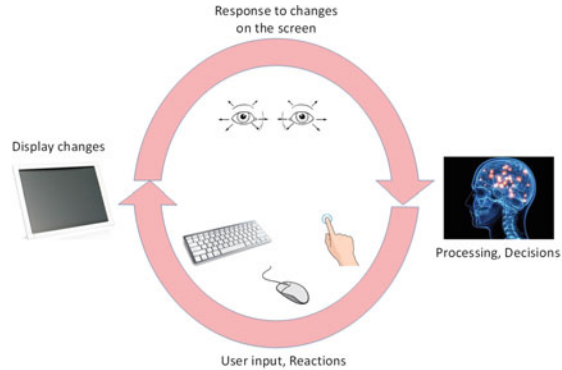 Response to changes
on the screen
Display changes
Processing, Decisions
User input, Reactions